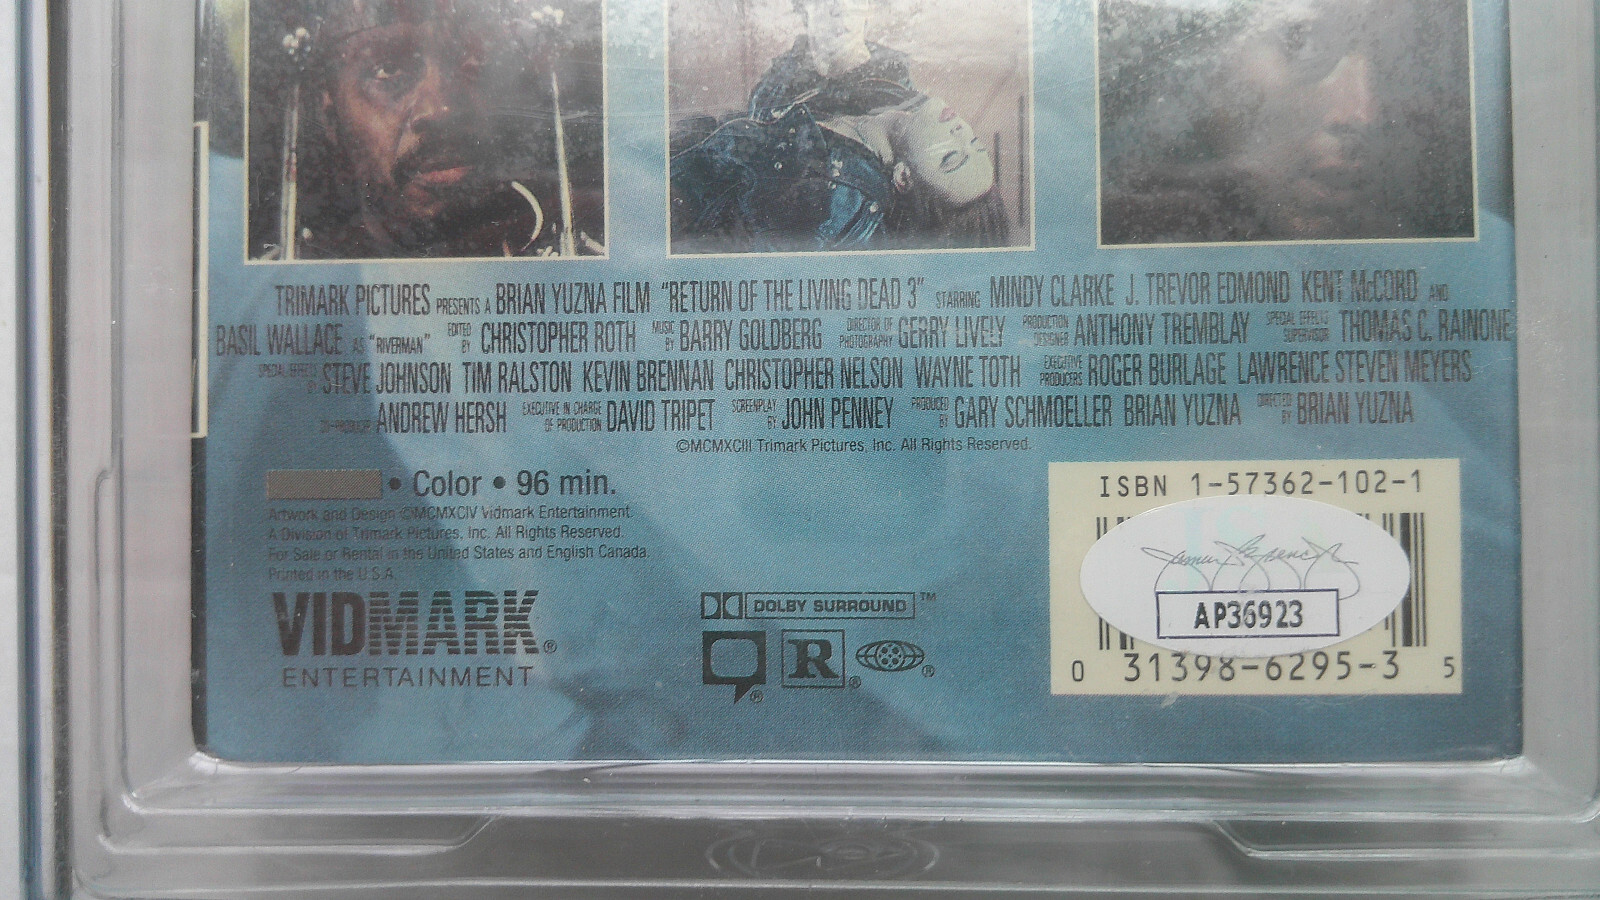 TRIMARK PICTURES PRESENTS A BRIAN YUZNA FILM "RETURN OF THE LIVING DEAD 3" STARRING MINDY CLARKE J. TREVOR EDMOND KENT McCORD AND
BASIL WALLACE AS "RIVERMAN" EDITED BY CHRISTOPHER ROTH MUSIC BY BARRY GOLDBERG DIRECTOR OF PHOTOGRAPHY GERRY LIVELY PRODUCTION DESIGNER ANTHONY TREMBLAY SPECIAL EFFECTS SUPERVISOR THOMAS C. RAINONE
SPECIAL EFFECTS BY STEVE JOHNSON TIM RALSTON KEVIN BRENNAN CHRISTOPHER NELSON WAYNE TOTH EXECUTIVE PRODUCERS ROGER BURLAGE LAWRENCE STEVEN MEYERS
CO-PRODUCER ANDREW HERSH EXECUTIVE IN CHARGE OF PRODUCTION DAVID TRIPET SCREENPLAY BY JOHN PENNEY PRODUCED BY GARY SCHMOELLER BRIAN YUZNA DIRECTED BY BRIAN YUZNA
©MCMXCIII Trimark Pictures, Inc. All Rights Reserved.
• Color • 96 min.
Artwork and Design ©MCMXCIV Vidmark Entertainment.
A Division of Trimark Pictures, Inc. All Rights Reserved.
For Sale or Rental in the United States and English Canada.
Printed in the U.S.A.
VIDMARK®
ENTERTAINMENT
DOLBY SURROUND™
R®
ISBN 1-57362-102-1
AP36923
0 31398-6295-3 5